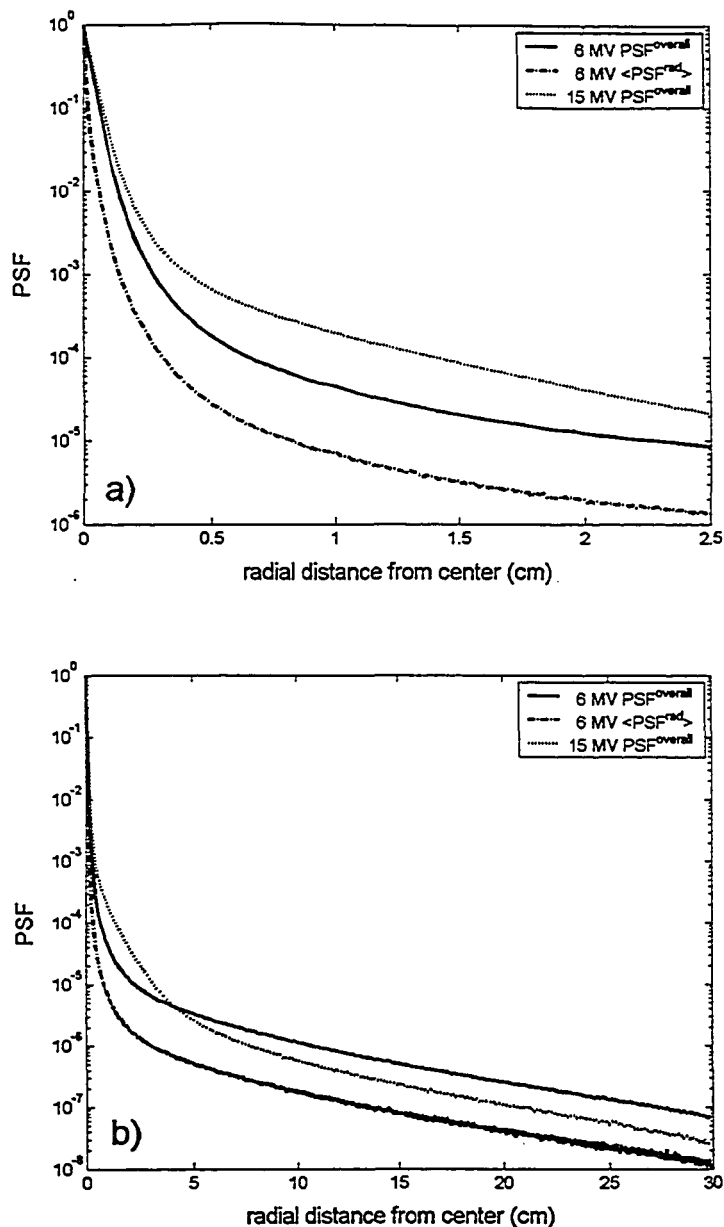 10⁰
6 MV PSF^overall
6 MV <PSF^rad>
15 MV PSF^overall
10⁻¹
10⁻²
10⁻³
10⁻⁴
10⁻⁵
10⁻⁶
PSF
a)
0 0.5 1 1.5 2 2.5
radial distance from center (cm)
10⁰
6 MV PSF^overall
6 MV <PSF^rad>
15 MV PSF^overall
10⁻¹
10⁻²
10⁻³
10⁻⁴
10⁻⁵
10⁻⁶
10⁻⁷
10⁻⁸
PSF
b)
0 5 10 15 20 25 30
radial distance from center (cm)